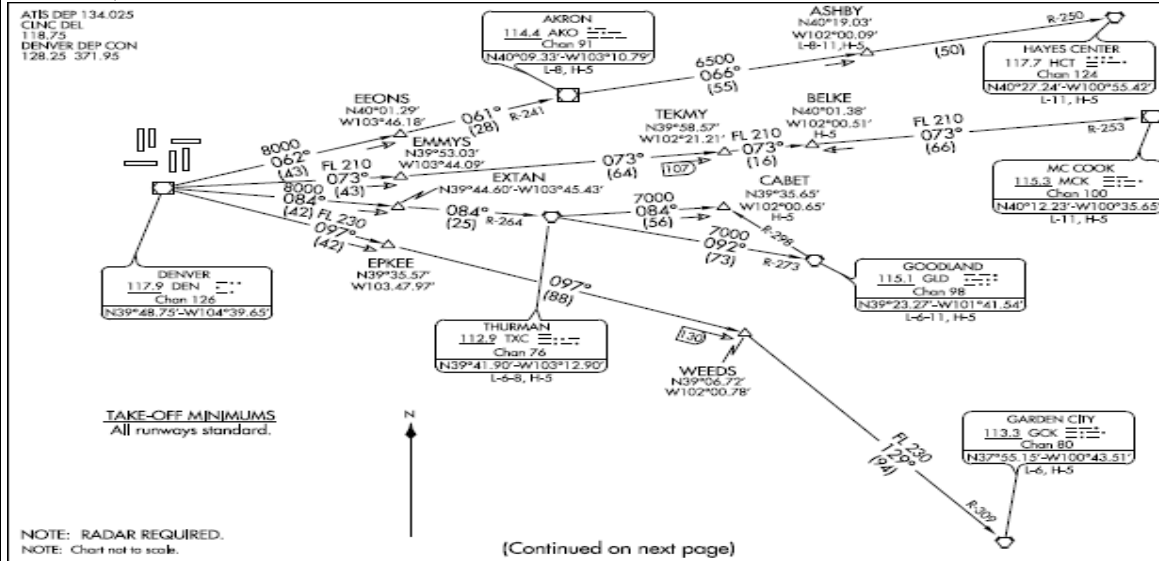 ATIS DEP 134.025
CLNC DEL
118.75
DENVER DEP CON
128.25 371.95
AKRON
114.4 AKO
Chan 91
N40°09.33'-W103°10.79'
L-8, H-5
ASHBY
N40°19.03'
W102°00.09'
L-8-11,H-5
R-250
(50)
HAYES CENTER
117.7 HCT
Chan 124
N40°27.24'-W100°55.42'
L-11, H-5
6500
066°
(55)
EEONS
N40°01.29'
W103°46.18'
061°
(28)
R-241
8000
062°
(43)
EMMYS
N39°53.03'
W103°44.09'
FL 210
073°
(43)
073°
(64)
107
TEKMY
N39°58.57'
W102°21.21'
FL 210
073°
(16)
BELKE
N40°01.38'
W102°00.51'
H-5
FL 210
073°
(66)
R-253
MC COOK
115.3 MCK
Chan 100
N40°12.23'-W100°35.65'
L-11, H-5
EXTAN
N39°44.60'-W103°45.43'
8000
084°
(42)
084°
(25)
R-264
7000
084°
(56)
CABET
N39°35.65'
W102°00.65'
H-5
7000
092°
(73)
R-298
R-273
GOODLAND
115.1 GLD
Chan 98
N39°23.27'-W101°41.54'
L-6-11, H-5
FL 230
097°
(42)
EPKEE
N39°35.57'
W103.47.97'
DENVER
117.9 DEN
Chan 126
N39°48.75'-W104°39.65'
THURMAN
112.9 TXC
Chan 76
N39°41.90'-W103°12.90'
L-6-8, H-5
097°
(88)
130
WEEDS
N39°06.72'
W102°00.78'
FL230
129°
(94)
R-309
GARDEN CITY
113.3 GCK
Chan 80
N37°55.15'-W100°43.51'
L-6, H-5
TAKE-OFF MINIMUMS
All runways standard.
N
NOTE: RADAR REQUIRED.
NOTE: Chart not to scale.
(Continued on next page)